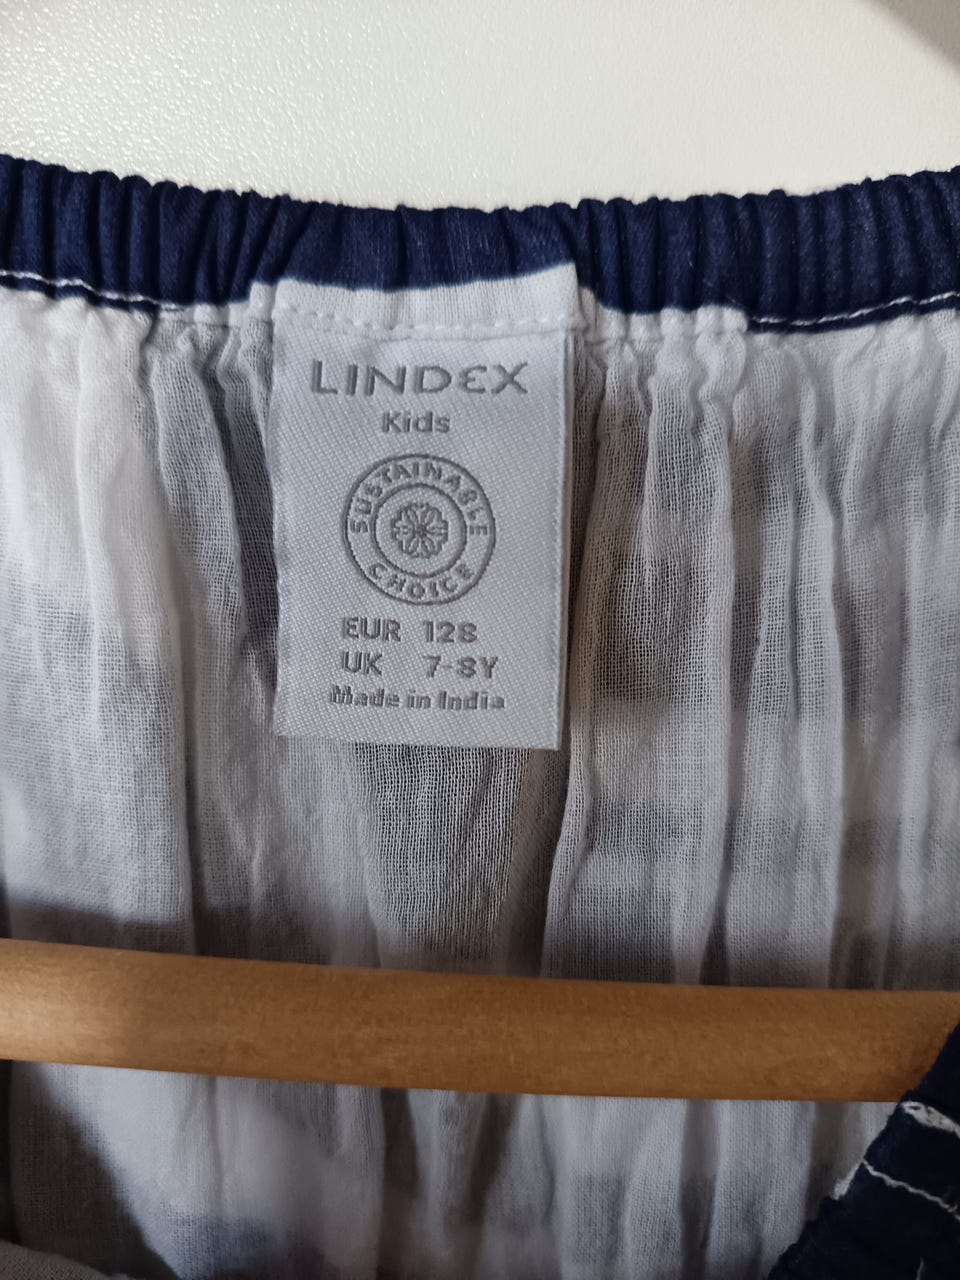 LINDEX
Kids
SUSTAINABLE
CHOICE
EUR 128
UK 7-8Y
Made in India